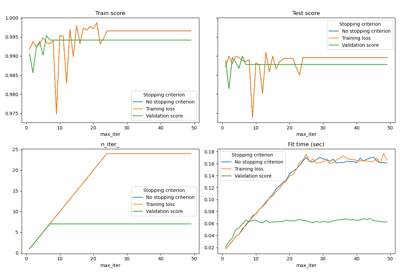 Train score
Test score
1.000
0.995
0.990
0.985
0.980
0.975
Stopping criterion
No stopping criterion
Training loss
Validation score
Stopping criterion
No stopping criterion
Training loss
Validation score
0 10 20 30 40 50
max_iter
0 10 20 30 40 50
max_iter
n_iter_
Fit time (sec)
25
20
15
10
5
0
Stopping criterion
No stopping criterion
Training loss
Validation score
0.18
0.16
0.14
0.12
0.10
0.08
0.06
0.04
0.02
Stopping criterion
No stopping criterion
Training loss
Validation score
0 10 20 30 40 50
max_iter
0 10 20 30 40 50
max_iter